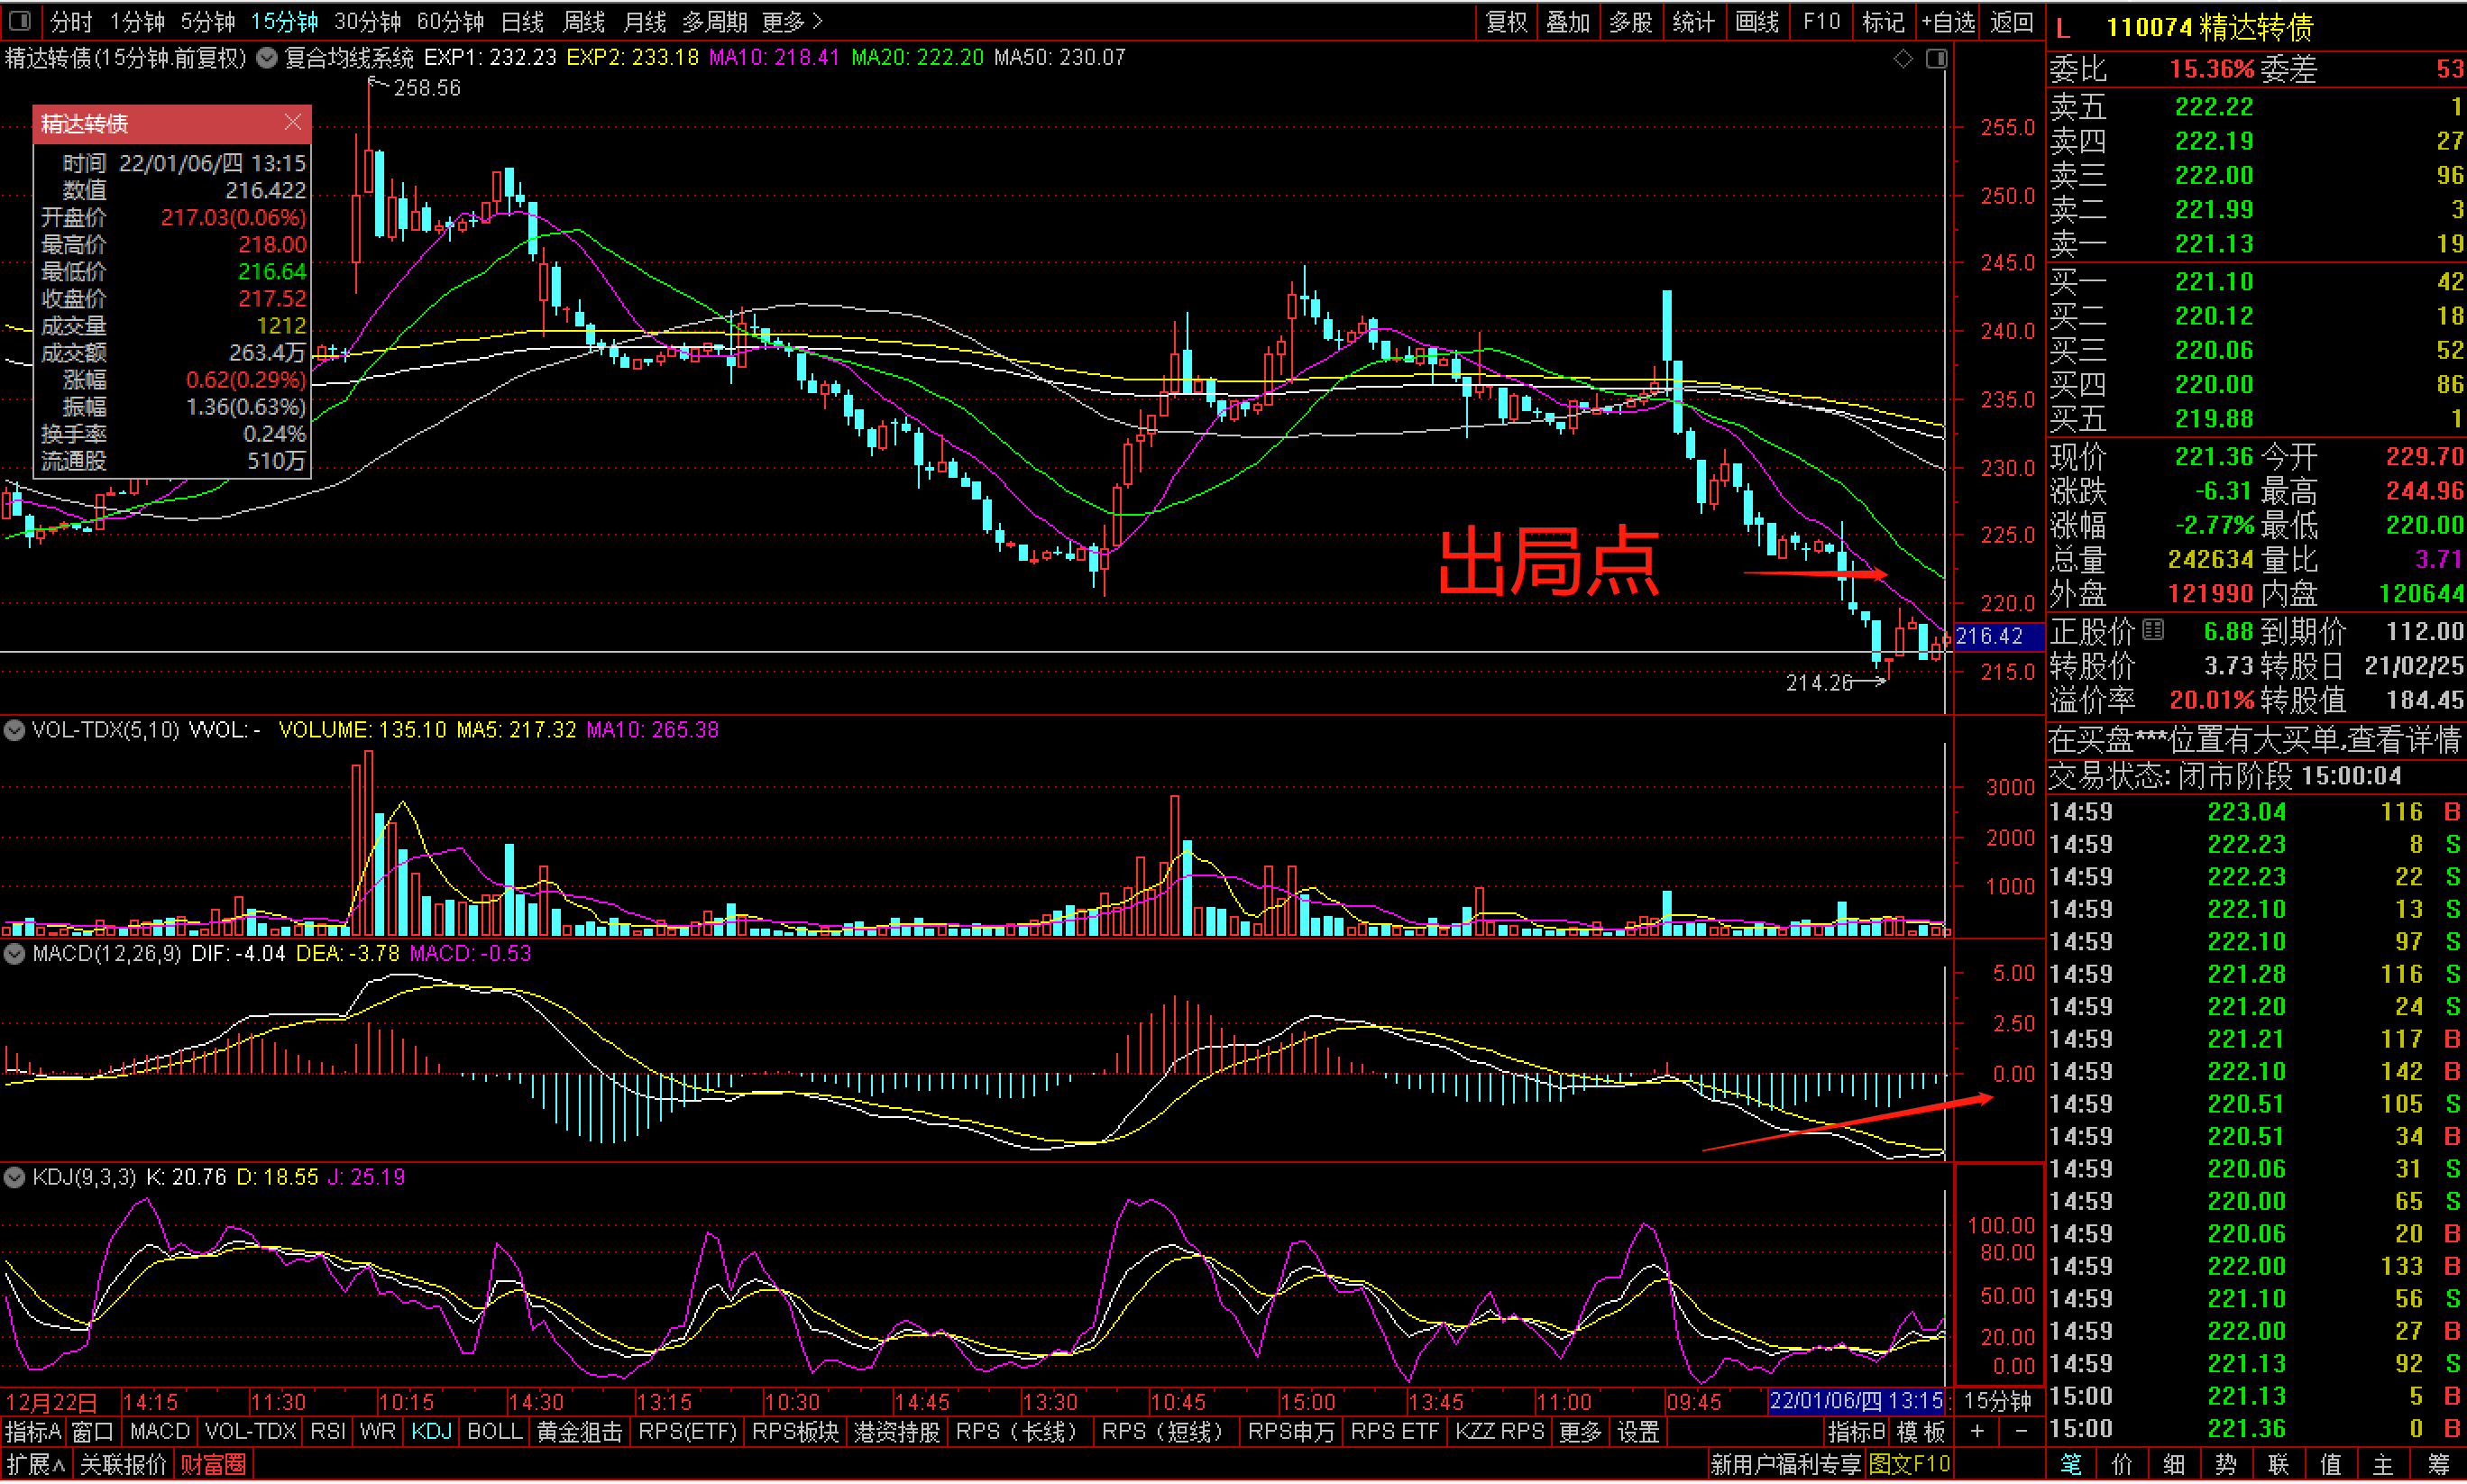 分时 1分钟 5分钟 15分钟 30分钟 60分钟 日线 周线 月线 多周期 更多 >
复权 叠加 多股 统计 画线 F10 标记 +自选 返回
L 110074 精达转债
精达转债(15分钟.前复权) 复合均线系统 EXP1: 232.23 EXP2: 233.18 MA10: 218.41 MA20: 222.20 MA50: 230.07
258.56
精达转债
时间 22/01/06/四 13:15
数值 216.422
开盘价 217.03(0.06%)
最高价 218.00
最低价 216.64
收盘价 217.52
成交量 1212
成交额 263.4万
涨幅 0.62(0.29%)
振幅 1.36(0.63%)
换手率 0.24%
流通股 510万
255.0
250.0
245.0
240.0
235.0
230.0
225.0
220.0
216.42
215.0
出局点
214.26
委比 15.36% 委差 53
卖五 222.22 1
卖四 222.19 27
卖三 222.00 96
卖二 221.99 3
卖一 221.13 19
买一 221.10 42
买二 220.12 18
买三 220.06 52
买四 220.00 86
买五 219.88 1
现价 221.36 今开 229.70
涨跌 -6.31 最高 244.96
涨幅 -2.77% 最低 220.00
总量 242634 量比 3.71
外盘 121990 内盘 120644
正股价 6.88 到期价 112.00
转股价 3.73 转股日 21/02/25
溢价率 20.01% 转股值 184.45
在买盘***位置有大买单,查看详情
交易状态: 闭市阶段 15:00:04
14:59 223.04 116 B
14:59 222.23 8 S
14:59 222.23 22 S
14:59 222.10 13 S
14:59 222.10 97 S
14:59 221.28 116 S
14:59 221.20 24 S
14:59 221.21 117 B
14:59 222.10 142 B
14:59 220.51 105 S
14:59 220.51 34 B
14:59 220.06 31 S
14:59 220.00 65 S
14:59 220.06 20 B
14:59 222.00 133 B
14:59 221.10 56 S
14:59 222.00 27 B
14:59 221.13 92 S
15:00 221.13 5 B
15:00 221.36 0 B
VOL-TDX(5,10) VVOL: - VOLUME: 135.10 MA5: 217.32 MA10: 265.38
3000
2000
1000
MACD(12,26,9) DIF: -4.04 DEA: -3.78 MACD: -0.53
5.00
2.50
0.00
KDJ(9,3,3) K: 20.76 D: 18.55 J: 25.19
100.00
80.00
50.00
20.00
0.00
12月22日 14:15 11:30 10:15 14:30 13:15 10:30 14:45 13:30 10:45 15:00 13:45 11:00 09:45 22/01/06/四 13:15 15分钟
指标A 窗口 MACD VOL-TDX RSI WR KDJ BOLL 黄金狙击 RPS(ETF) RPS板块 港资持股 RPS（长线） RPS（短线） RPS申万 RPS ETF KZZ RPS 更多 设置 指标B 模板 + −
扩展∧ 关联报价 财富圈 新用户福利专享 图文F10 笔 价 细 势 联 值 主 筹